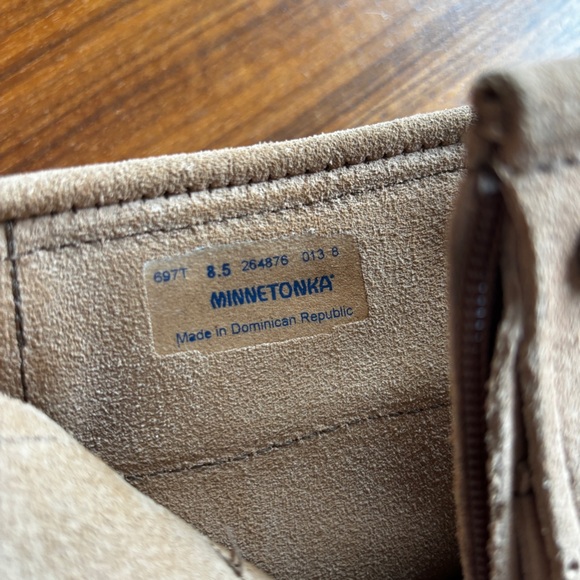 697T 8.5 264876 013 8
MINNETONKA
Made in Dominican Republic